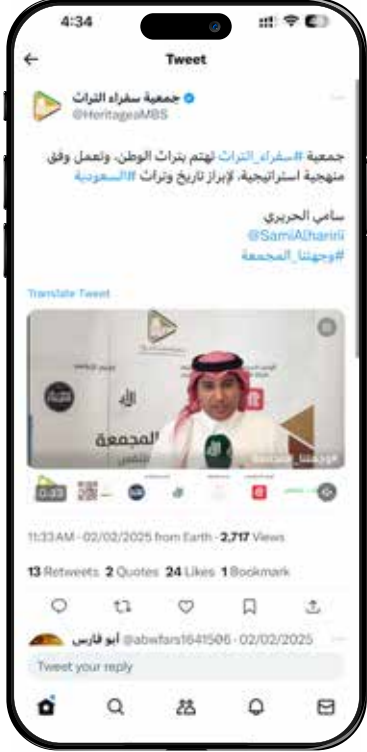 4:34
Tweet
جمعية سفراء التراث
@HeritageaMBS
جمعية #سفراء_التراث تهتم بتراث الوطن، وتعمل وفق
منهجية استراتيجية، لإبراز تاريخ وتراث #السعودية
سامي الحريري
@SamiAlharirii
#وجهتنا_المجمعة
Translate Tweet
المجمعة
#وجهتنا_المجمعة
0:33
11:33 AM · 02/02/2025 from Earth · 2,717 Views
13 Retweets 2 Quotes 24 Likes 1 Bookmark
أبو فارس @abwfars1641506 · 02/02/2025
Tweet your reply